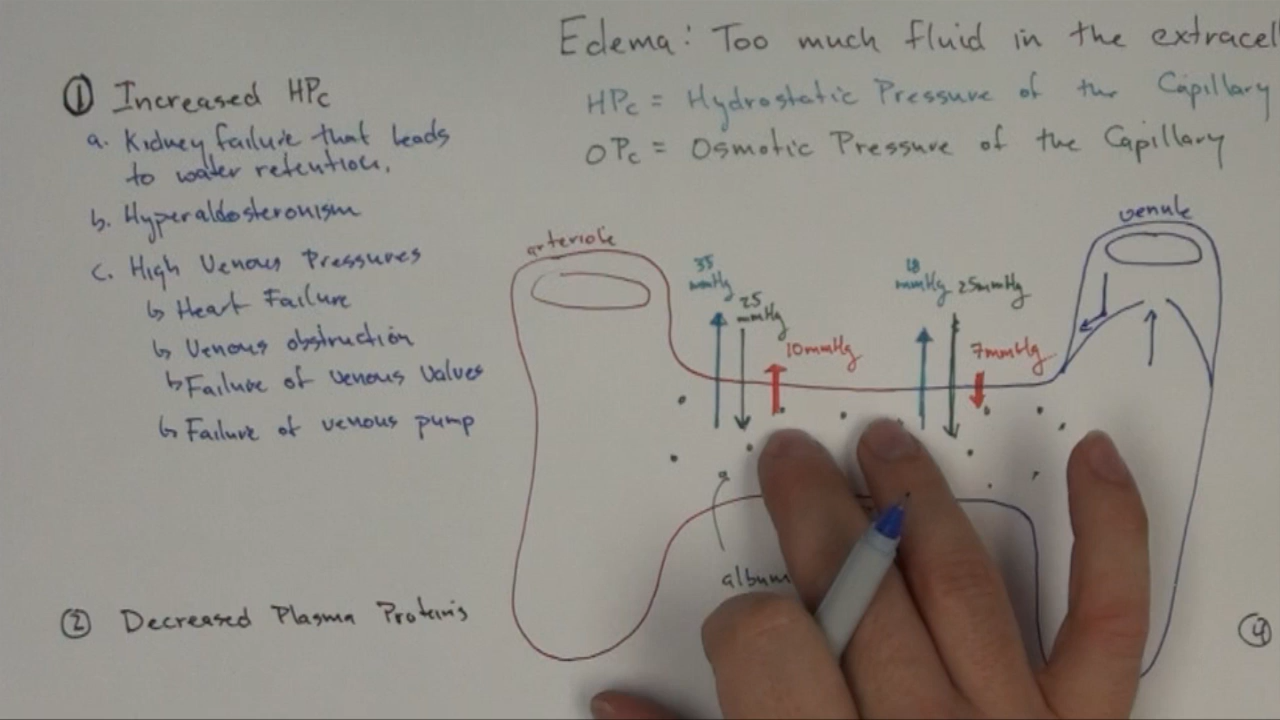 Edema: Too much fluid in the extracell
HPc = Hydrostatic Pressure of the Capillary
OPc = Osmotic Pressure of the Capillary
① Increased HPc
a. Kidney failure that leads
to water retention.
b. Hyperaldosteronism
c. High Venous Pressures
↳ Heart Failure
↳ Venous obstruction
↳ Failure of venous valves
↳ Failure of venous pump
② Decreased Plasma Proteins
arteriole
35
mmHg
25
mmHg
10mmHg
18
mmHg
25mmHg
7mmHg
venule
album
④